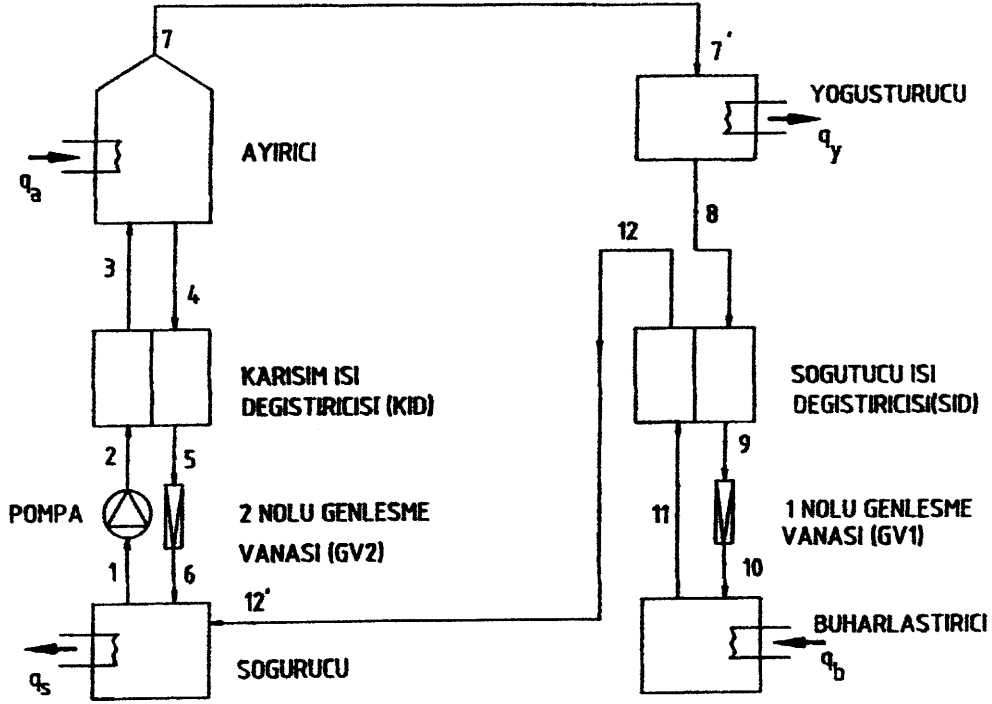 7
7'
YOGUSTURUCU
q_y
AYIRICI
q_a
8
12
3
4
KARISIM ISI
DEGISTIRICISI (KID)
SOGUTUCU ISI
DEGISTIRICISI(SID)
2
5
9
POMPA
2 NOLU GENLESME
VANASI (GV2)
11
1 NOLU GENLESME
VANASI (GV1)
1
6
10
12'
BUHARLASTIRICI
q_b
q_s
SOGURUCU